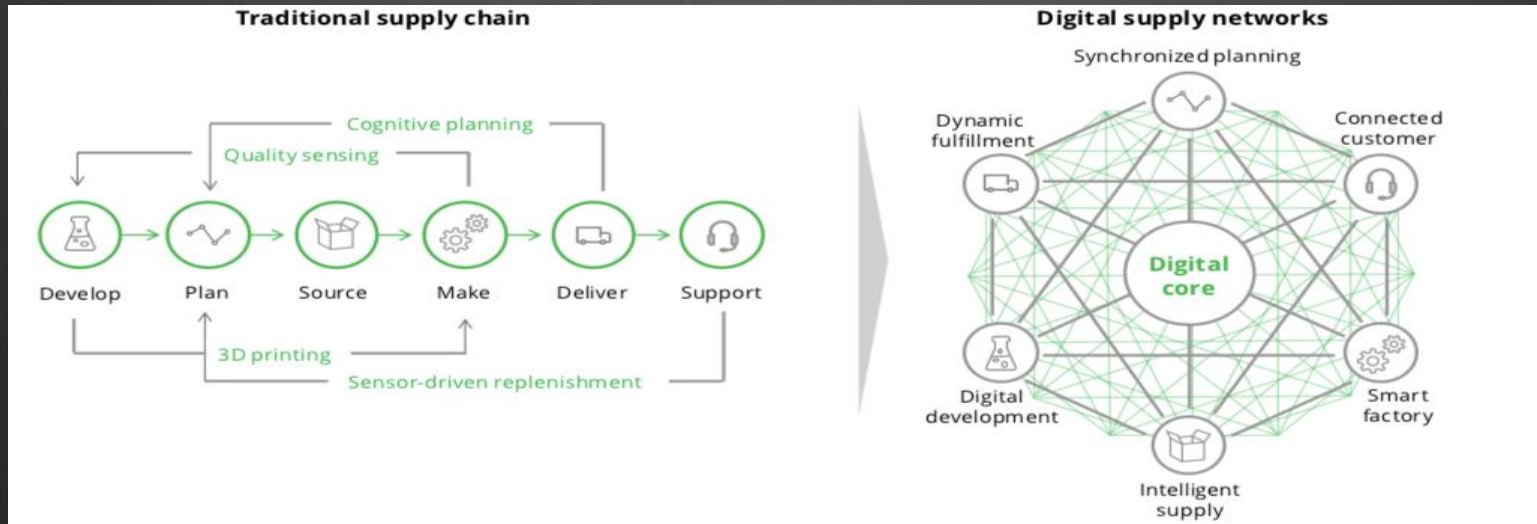 Traditional supply chain
Cognitive planning
Quality sensing
Develop
Plan
Source
Make
Deliver
Support
3D printing
Sensor-driven replenishment
Digital supply networks
Synchronized planning
Dynamic
fulfillment
Connected
customer
Digital
core
Digital
development
Smart
factory
Intelligent
supply